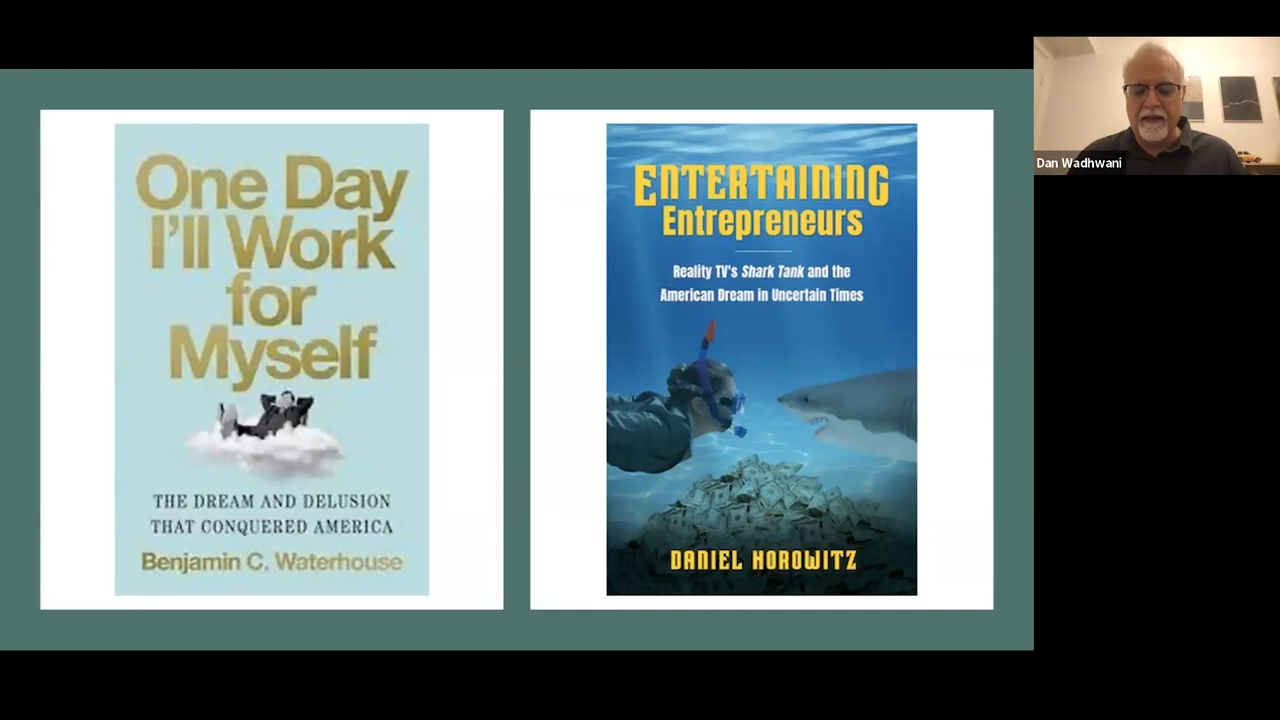 One Day
I'll Work
for
Myself
THE DREAM AND DELUSION
THAT CONQUERED AMERICA
Benjamin C. Waterhouse
ENTERTAINING
Entrepreneurs
Reality TV's Shark Tank and the
American Dream in Uncertain Times
DANIEL HOROWITZ
Dan Wadhwani